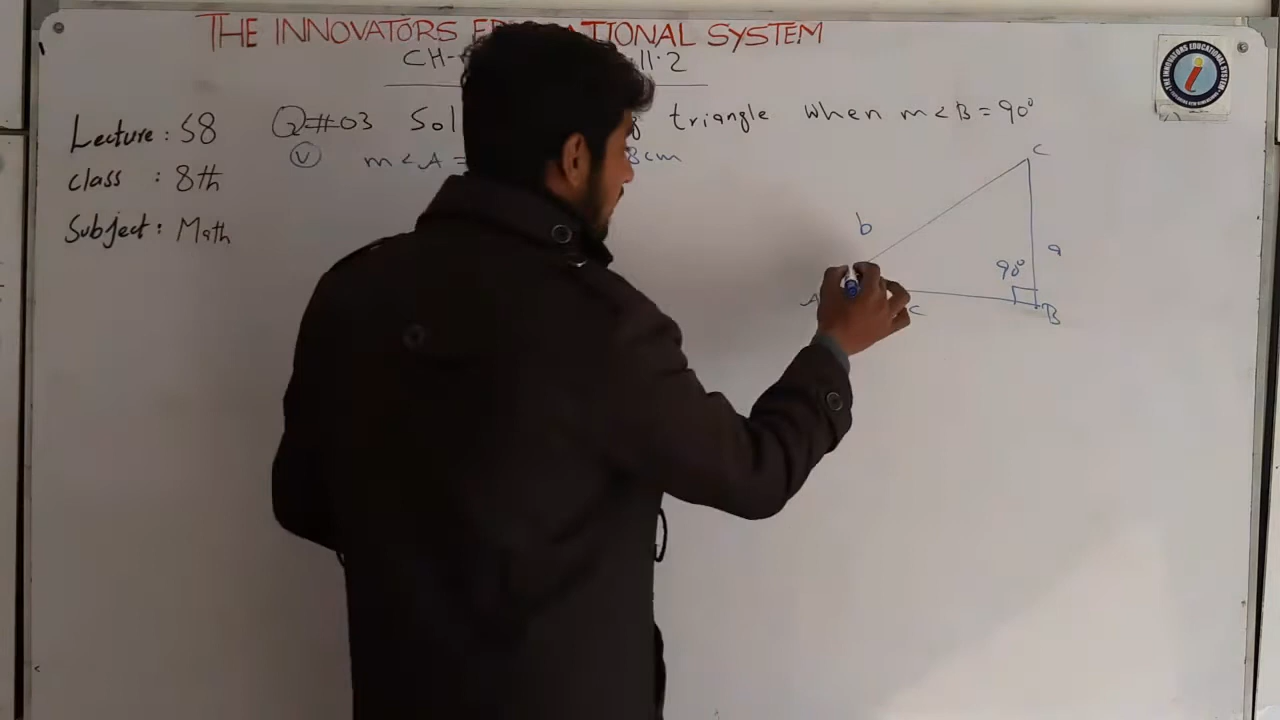 THE INNOVATORS SYSTEM
CH- 11.2
Lecture: 58
class : 8th
Subject: Math
Q#03 Sol triangle when m<B = 90°
(v) m<A = 8cm
C
b
a
90°
A
c
B